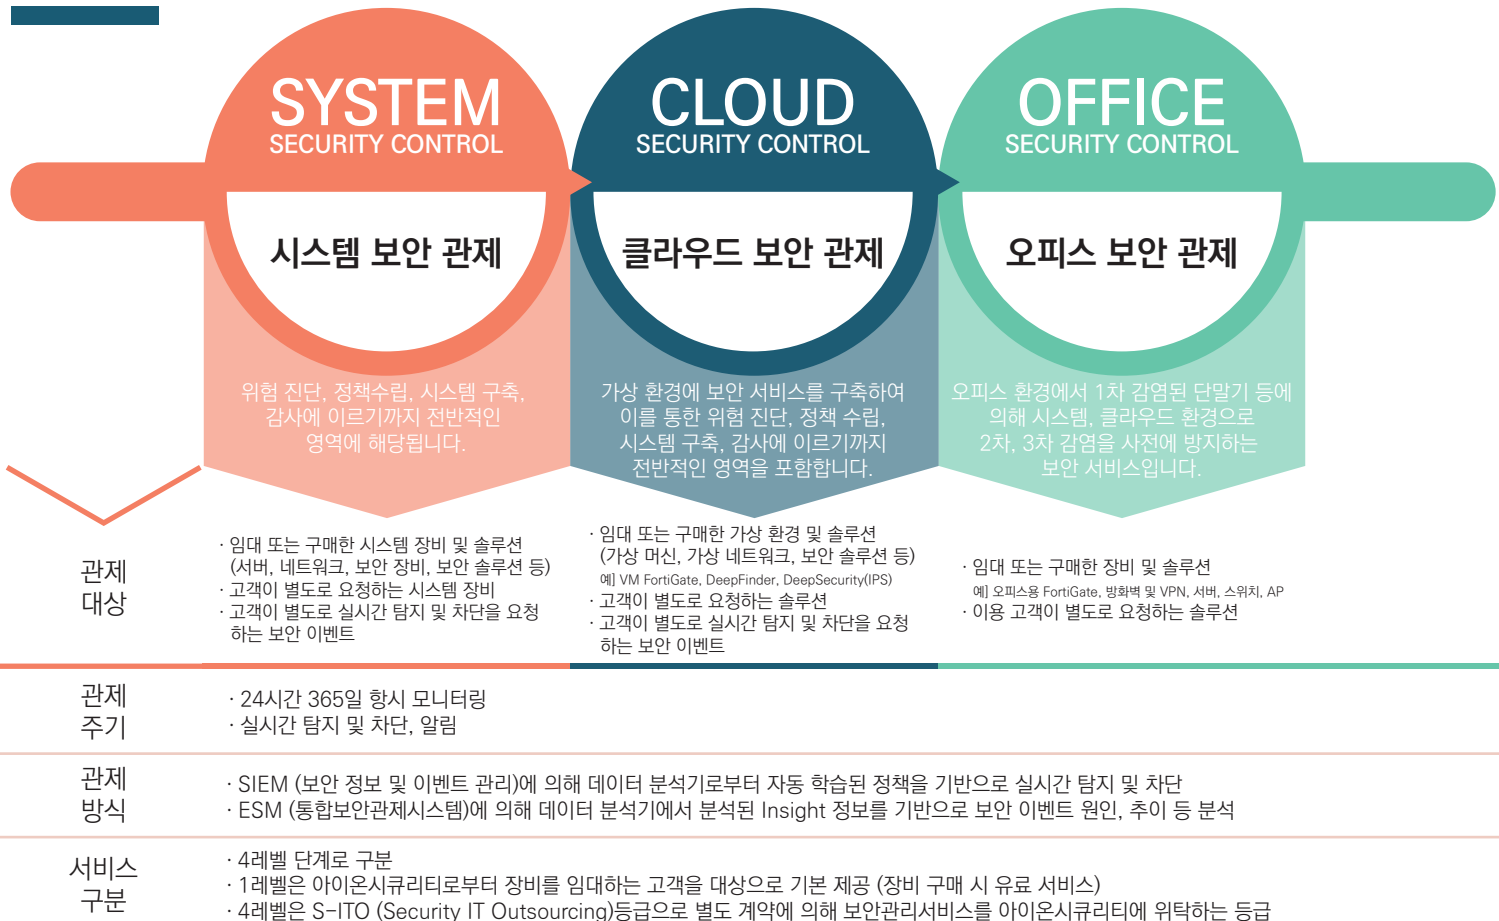 SYSTEM
SECURITY CONTROL
시스템 보안 관제
위험 진단, 정책수립, 시스템 구축,
감사에 이르기까지 전반적인
영역에 해당됩니다.
CLOUD
SECURITY CONTROL
클라우드 보안 관제
가상 환경에 보안 서비스를 구축하여
이를 통한 위험 진단, 정책 수립,
시스템 구축, 감사에 이르기까지
전반적인 영역을 포함합니다.
OFFICE
SECURITY CONTROL
오피스 보안 관제
오피스 환경에서 1차 감염된 단말기 등에
의해 시스템, 클라우드 환경으로
2차, 3차 감염을 사전에 방지하는
보안 서비스입니다.
관제
대상
· 임대 또는 구매한 시스템 장비 및 솔루션
(서버, 네트워크, 보안 장비, 보안 솔루션 등)
· 고객이 별도로 요청하는 시스템 장비
· 고객이 별도로 실시간 탐지 및 차단을 요청
하는 보안 이벤트
· 임대 또는 구매한 가상 환경 및 솔루션
(가상 머신, 가상 네트워크, 보안 솔루션 등)
예] VM FortiGate, DeepFinder, DeepSecurity(IPS)
· 고객이 별도로 요청하는 솔루션
· 고객이 별도로 실시간 탐지 및 차단을 요청
하는 보안 이벤트
· 임대 또는 구매한 장비 및 솔루션
예] 오피스용 FortiGate, 방화벽 및 VPN, 서버, 스위치, AP
· 이용 고객이 별도로 요청하는 솔루션
관제
주기
· 24시간 365일 항시 모니터링
· 실시간 탐지 및 차단, 알림
관제
방식
· SIEM (보안 정보 및 이벤트 관리)에 의해 데이터 분석기로부터 자동 학습된 정책을 기반으로 실시간 탐지 및 차단
· ESM (통합보안관제시스템)에 의해 데이터 분석기에서 분석된 Insight 정보를 기반으로 보안 이벤트 원인, 추이 등 분석
서비스
구분
· 4레벨 단계로 구분
· 1레벨은 아이온시큐리티로부터 장비를 임대하는 고객을 대상으로 기본 제공 (장비 구매 시 유료 서비스)
· 4레벨은 S-ITO (Security IT Outsourcing)등급으로 별도 계약에 의해 보안관리서비스를 아이온시큐리티에 위탁하는 등급